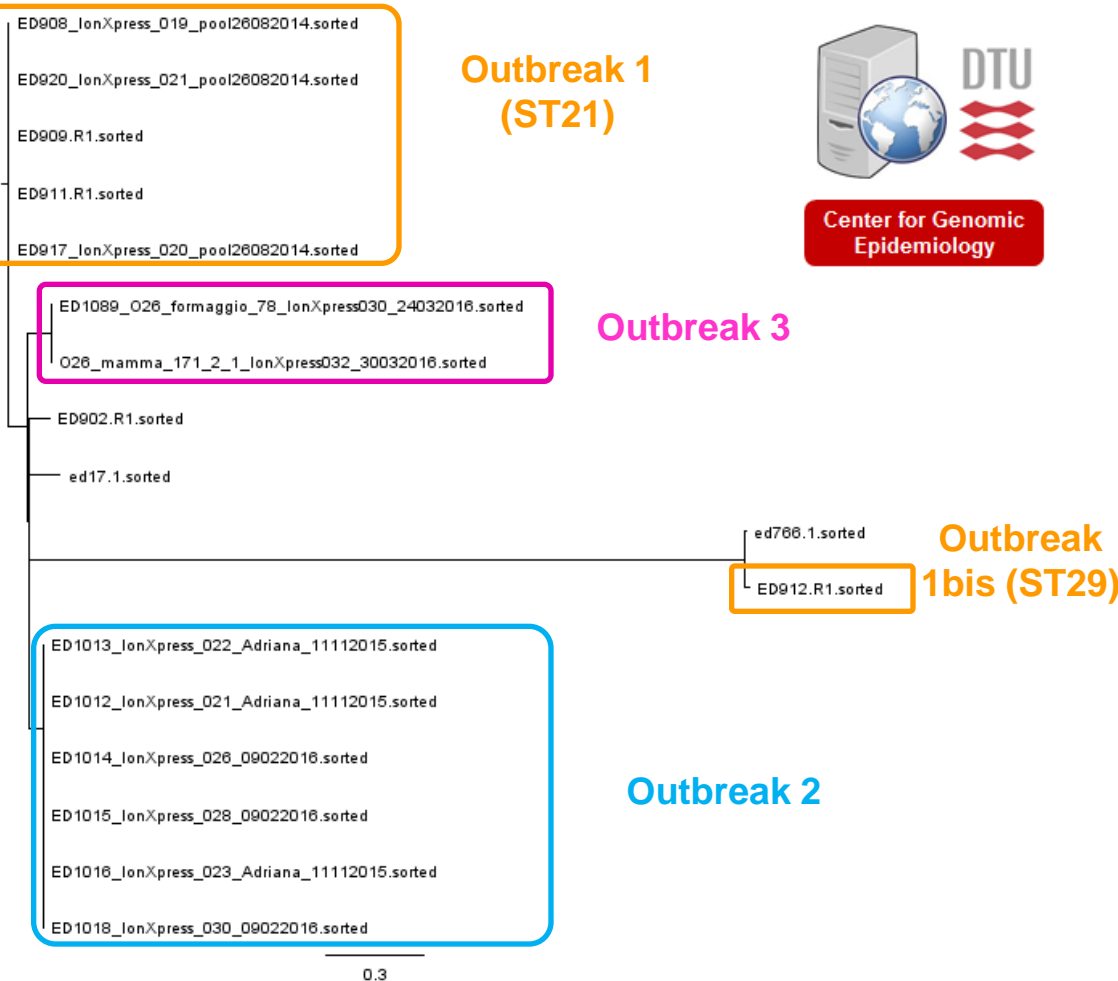 ED908_IonXpress_019_pool26082014.sorted
ED920_IonXpress_021_pool26082014.sorted
ED909.R1.sorted
ED911.R1.sorted
ED917_IonXpress_020_pool26082014.sorted
Outbreak 1
(ST21)
DTU
Center for Genomic
Epidemiology
ED1089_O26_formaggio_78_IonXpress030_24032016.sorted
O26_mamma_171_2_1_IonXpress032_30032016.sorted
Outbreak 3
ED902.R1.sorted
ed17.1.sorted
ed766.1.sorted
ED912.R1.sorted
Outbreak
1bis (ST29)
ED1013_IonXpress_022_Adriana_11112015.sorted
ED1012_IonXpress_021_Adriana_11112015.sorted
ED1014_IonXpress_026_09022016.sorted
ED1015_IonXpress_028_09022016.sorted
ED1016_IonXpress_023_Adriana_11112015.sorted
ED1018_IonXpress_030_09022016.sorted
Outbreak 2
0.3